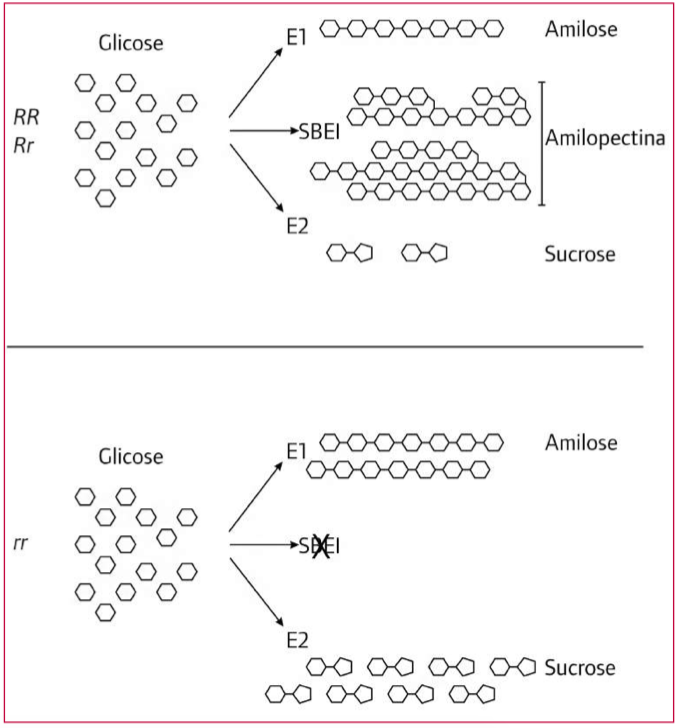 Glicose
E1
Amilose
RR
Rr
SBEI
Amilopectina
E2
Sucrose
Glicose
E1
Amilose
rr
SBEI
E2
Sucrose